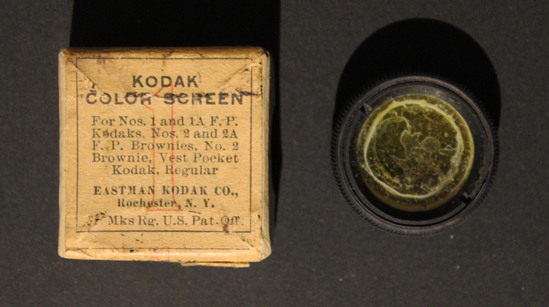 KODAK
COLOR SCREEN
For Nos. 1 and 1A F. P.
Kodaks, Nos. 2 and 2A
F. P. Brownies, No. 2
Brownie, Vest Pocket
Kodak, Regular
EASTMAN KODAK CO.,
Rochester, N. Y.
Mks Rg. U.S. Pat. Off.